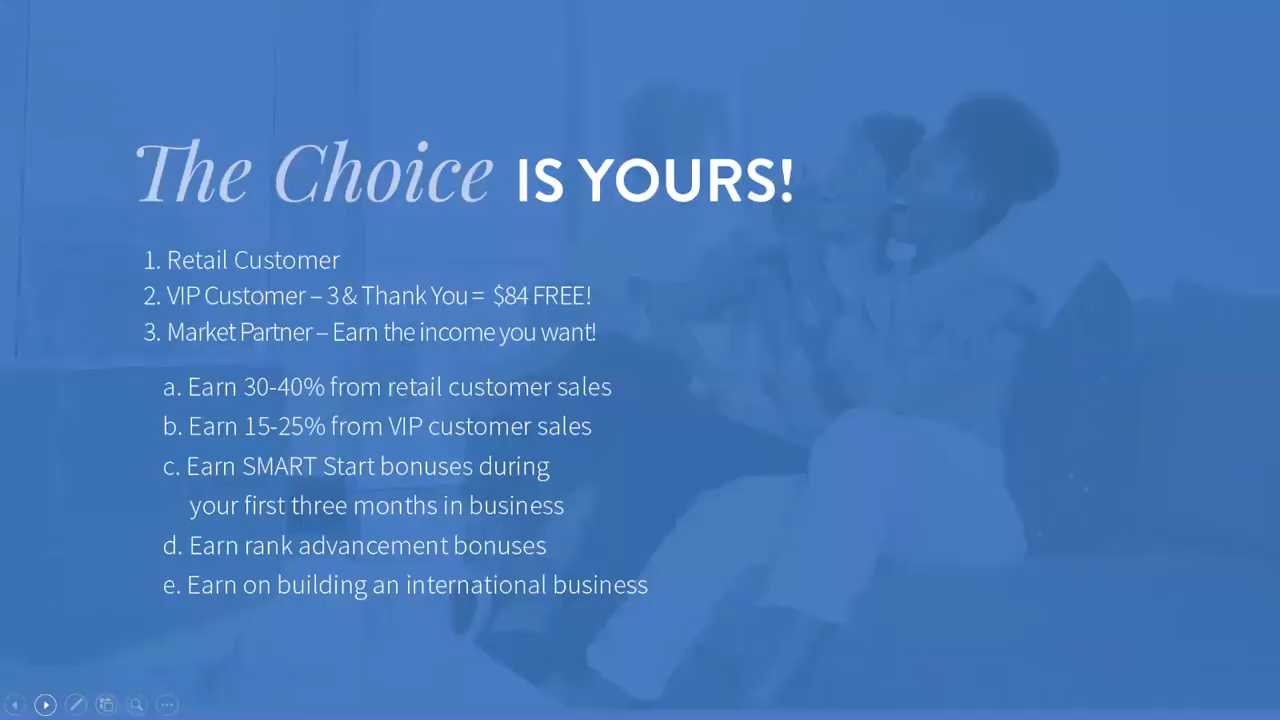 The Choice IS YOURS!
1. Retail Customer
2. VIP Customer – 3 & Thank You = $84 FREE!
3. Market Partner – Earn the income you want!
a. Earn 30-40% from retail customer sales
b. Earn 15-25% from VIP customer sales
c. Earn SMART Start bonuses during
your first three months in business
d. Earn rank advancement bonuses
e. Earn on building an international business